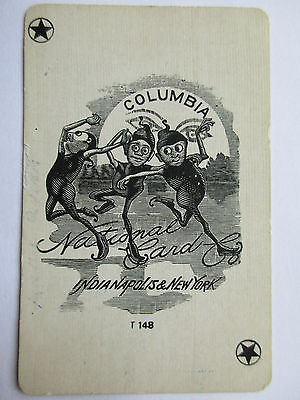 COLUMBIA
National
Card Co
INDIANAPOLIS & NEW YORK
T 148